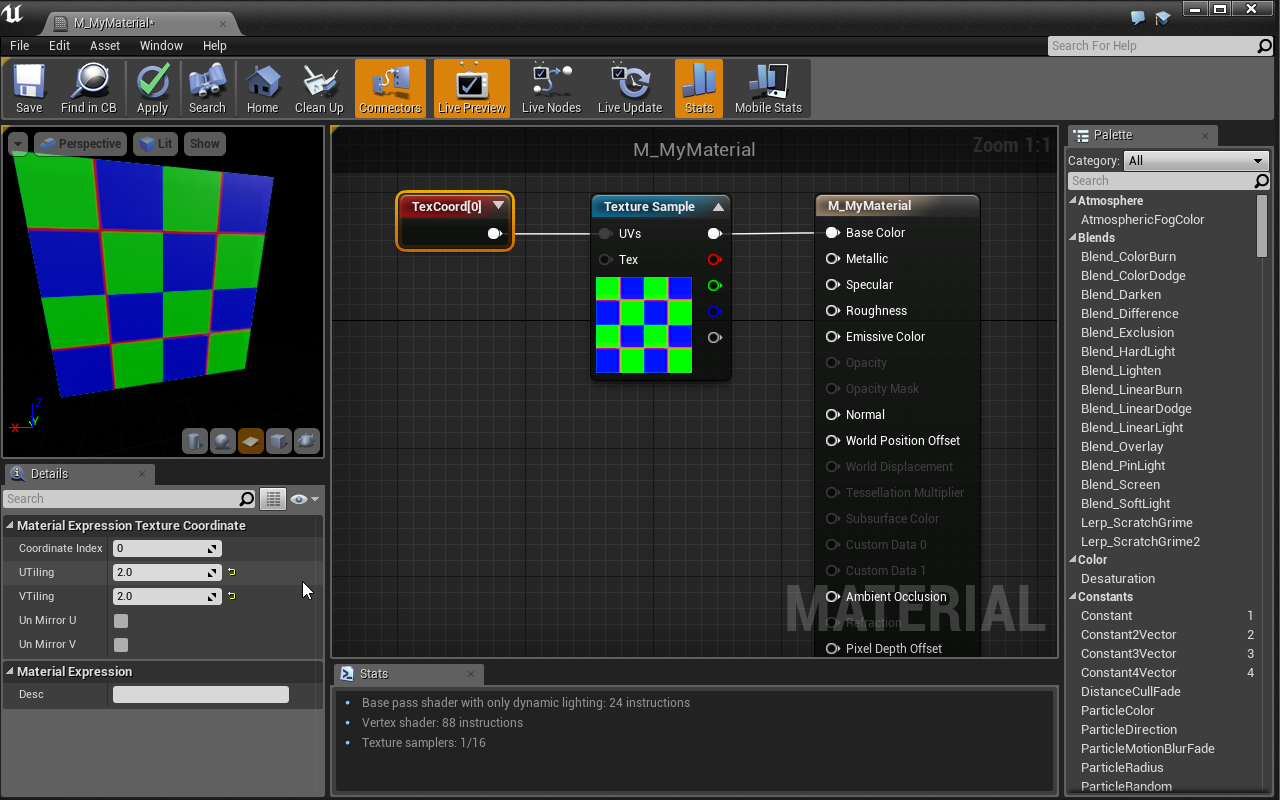 M_MyMaterial*
File Edit Asset Window Help
Search For Help
Save Find in CB Apply Search Home Clean Up Connectors Live Preview Live Nodes Live Update Stats Mobile Stats
Perspective Lit Show
X Z Y
Details
Search
Material Expression Texture Coordinate
Coordinate Index 0
UTiling 2.0
VTiling 2.0
Un Mirror U
Un Mirror V
Material Expression
Desc
M_MyMaterial
Zoom 1:1
TexCoord[0]
Texture Sample
UVs
Tex
M_MyMaterial
Base Color
Metallic
Specular
Roughness
Emissive Color
Opacity
Opacity Mask
Normal
World Position Offset
World Displacement
Tessellation Multiplier
Subsurface Color
Custom Data 0
Custom Data 1
Ambient Occlusion
Refraction
Pixel Depth Offset
MATERIAL
Stats
Base pass shader with only dynamic lighting: 24 instructions
Vertex shader: 88 instructions
Texture samplers: 1/16
Palette
Category: All
Search
Atmosphere
AtmosphericFogColor
Blends
Blend_ColorBurn
Blend_ColorDodge
Blend_Darken
Blend_Difference
Blend_Exclusion
Blend_HardLight
Blend_Lighten
Blend_LinearBurn
Blend_LinearDodge
Blend_LinearLight
Blend_Overlay
Blend_PinLight
Blend_Screen
Blend_SoftLight
Lerp_ScratchGrime
Lerp_ScratchGrime2
Color
Desaturation
Constants
Constant 1
Constant2Vector 2
Constant3Vector 3
Constant4Vector 4
DistanceCullFade
ParticleColor
ParticleDirection
ParticleMotionBlurFade
ParticleRadius
ParticleRandom